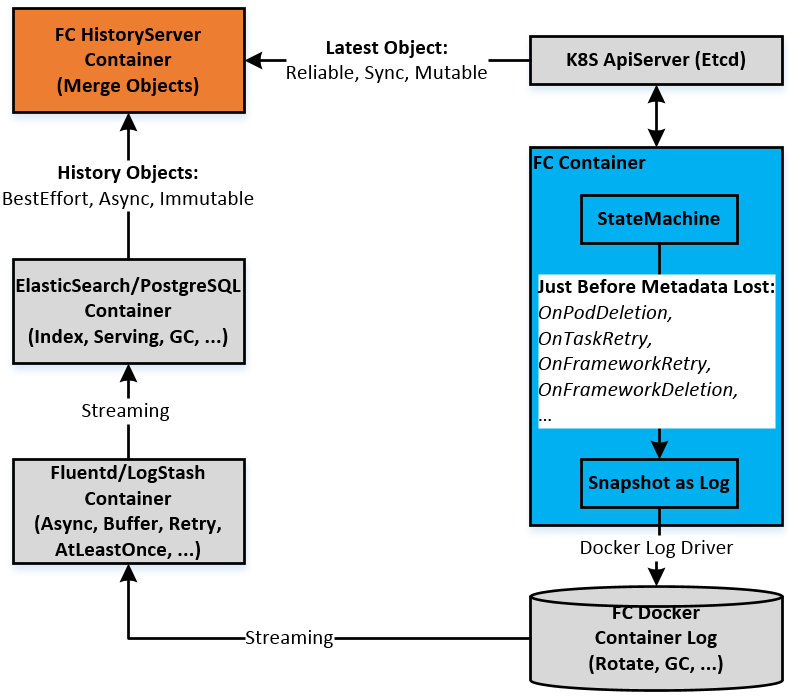 FC HistoryServer
Container
(Merge Objects)
Latest Object:
Reliable, Sync, Mutable
K8S ApiServer (Etcd)
History Objects:
BestEffort, Async, Immutable
FC Container
StateMachine
Just Before Metadata Lost:
OnPodDeletion,
OnTaskRetry,
OnFrameworkRetry,
OnFrameworkDeletion,
...
Snapshot as Log
ElasticSearch/PostgreSQL
Container
(Index, Serving, GC, ...)
Streaming
Fluentd/LogStash
Container
(Async, Buffer, Retry,
AtLeastOnce, ...)
Docker Log Driver
FC Docker
Container Log
(Rotate, GC, ...)
Streaming